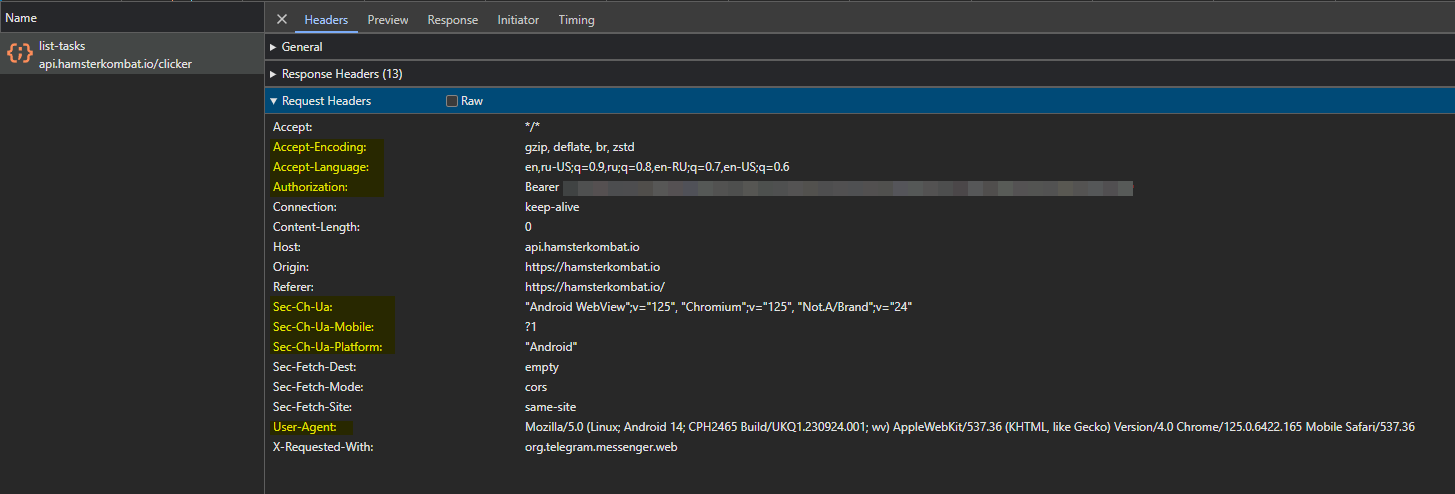 Name
Headers Preview Response Initiator Timing
list-tasks
api.hamsterkombat.io/clicker
General
Response Headers (13)
Request Headers Raw
Accept: */*
Accept-Encoding: gzip, deflate, br, zstd
Accept-Language: en,ru-US;q=0.9,ru;q=0.8,en-RU;q=0.7,en-US;q=0.6
Authorization: Bearer
Connection: keep-alive
Content-Length: 0
Host: api.hamsterkombat.io
Origin: https://hamsterkombat.io
Referer: https://hamsterkombat.io/
Sec-Ch-Ua: "Android WebView";v="125", "Chromium";v="125", "Not.A/Brand";v="24"
Sec-Ch-Ua-Mobile: ?1
Sec-Ch-Ua-Platform: "Android"
Sec-Fetch-Dest: empty
Sec-Fetch-Mode: cors
Sec-Fetch-Site: same-site
User-Agent: Mozilla/5.0 (Linux; Android 14; CPH2465 Build/UKQ1.230924.001; wv) AppleWebKit/537.36 (KHTML, like Gecko) Version/4.0 Chrome/125.0.6422.165 Mobile Safari/537.36
X-Requested-With: org.telegram.messenger.web